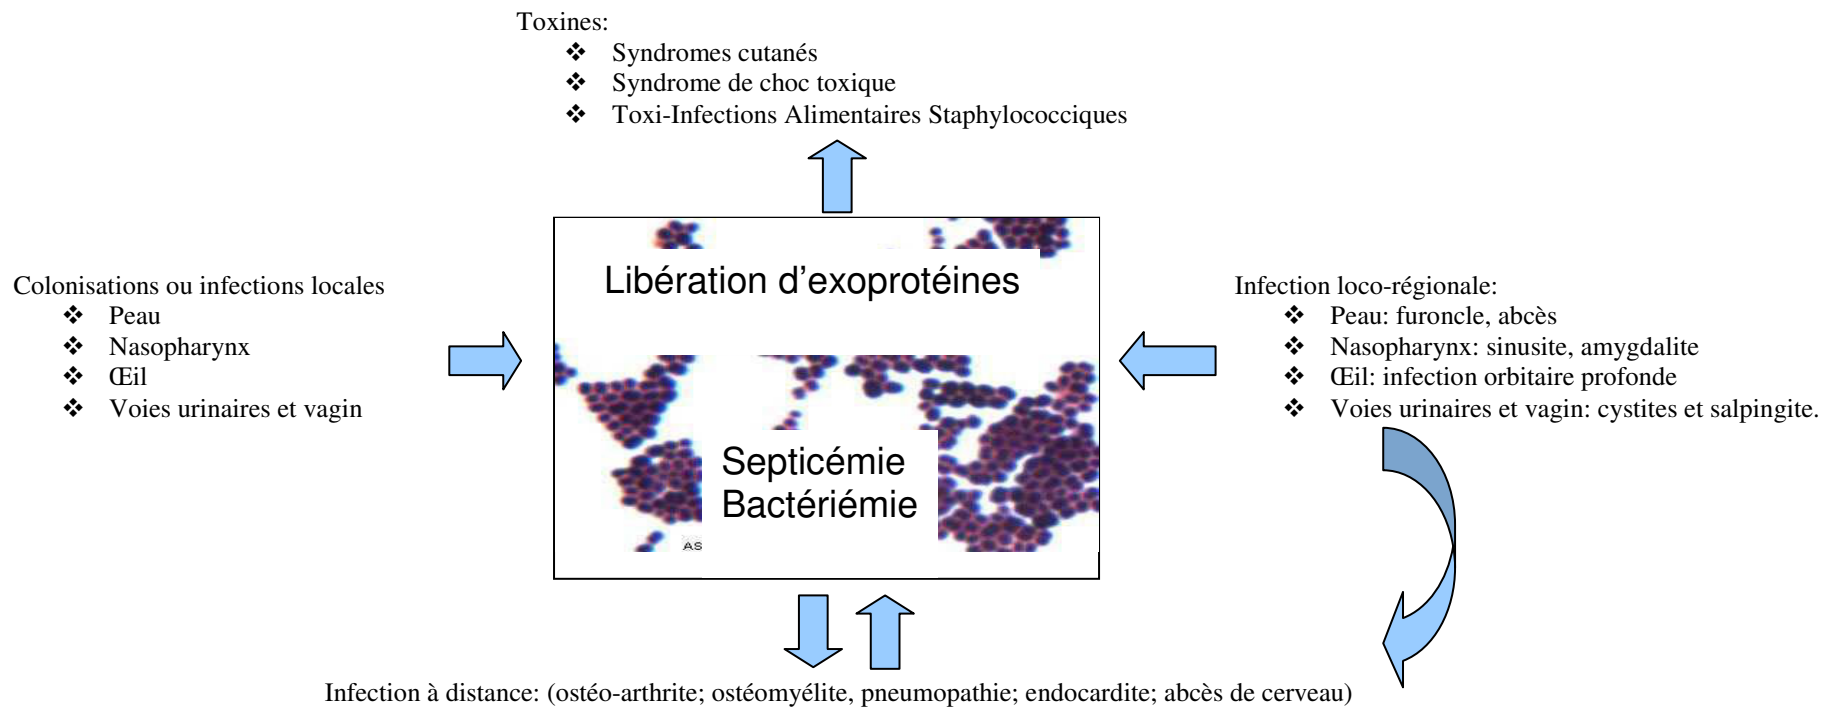 Toxines:
❖ Syndromes cutanés
❖ Syndrome de choc toxique
❖ Toxi-Infections Alimentaires Staphylococciques
Colonisations ou infections locales
❖ Peau
❖ Nasopharynx
❖ Œil
❖ Voies urinaires et vagin
Libération d'exoprotéines
Septicémie
Bactériémie
AS
Infection loco-régionale:
❖ Peau: furoncle, abcès
❖ Nasopharynx: sinusite, amygdalite
❖ Œil: infection orbitaire profonde
❖ Voies urinaires et vagin: cystites et salpingite.
Infection à distance: (ostéo-arthrite; ostéomyélite, pneumopathie; endocardite; abcès de cerveau)